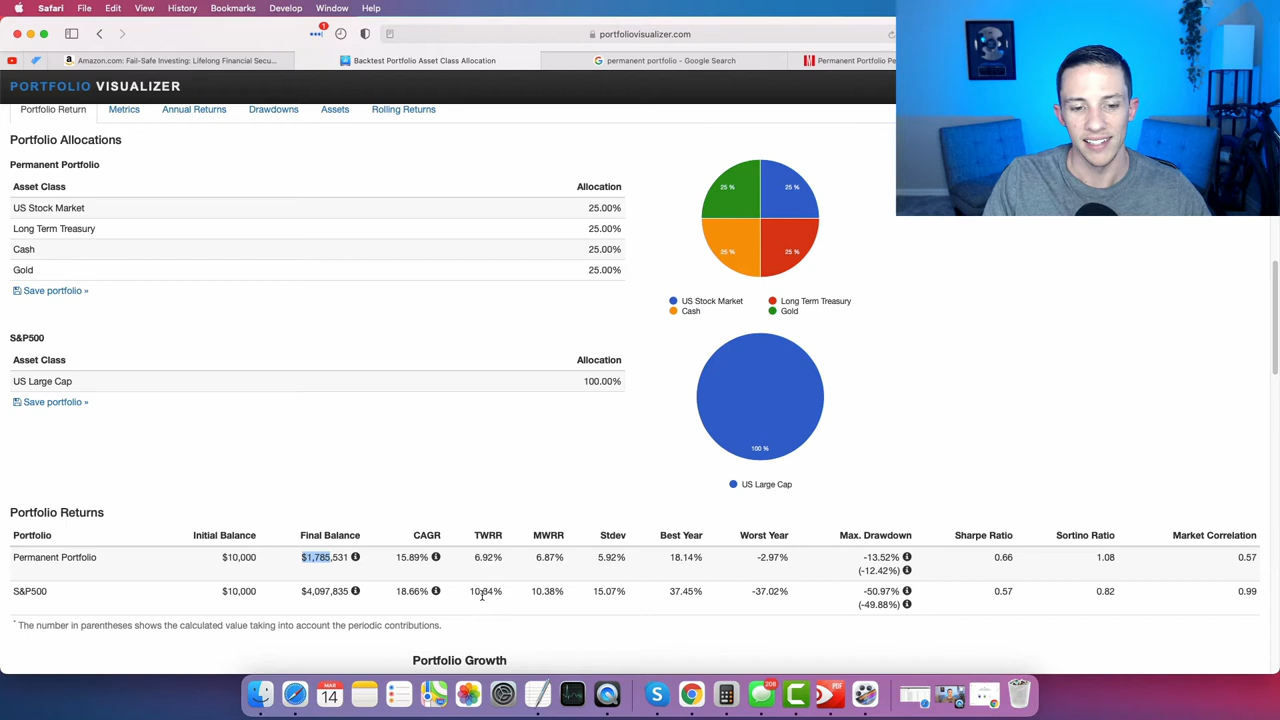 Safari File Edit View History Bookmarks Develop Window Help
1
portfoliovisualizer.com
Amazon.com: Fail-Safe Investing: Lifelong Financial Secu... Backtest Portfolio Asset Class Allocation permanent portfolio - Google Search Permanent Portfolio Pe
PORTFOLIO VISUALIZER
Portfolio Return Metrics Annual Returns Drawdowns Assets Rolling Returns
Portfolio Allocations
Permanent Portfolio
Asset Class Allocation
US Stock Market 25.00%
Long Term Treasury 25.00%
Cash 25.00%
Gold 25.00%
Save portfolio »
25 % 25 %
25 % 25 %
US Stock Market Long Term Treasury
Cash Gold
S&P500
Asset Class Allocation
US Large Cap 100.00%
Save portfolio »
100 %
US Large Cap
Portfolio Returns
Portfolio Initial Balance Final Balance CAGR TWRR MWRR Stdev Best Year Worst Year Max. Drawdown Sharpe Ratio Sortino Ratio Market Correlation
Permanent Portfolio $10,000 $1,785,531 15.89% 6.92% 6.87% 5.92% 18.14% -2.97% -13.52% 0.66 1.08 0.57
(-12.42%)
S&P500 $10,000 $4,097,835 18.66% 10.34% 10.38% 15.07% 37.45% -37.02% -50.97% 0.57 0.82 0.99
(-49.88%)
* The number in parentheses shows the calculated value taking into account the periodic contributions.
Portfolio Growth
MAR
14
208
PDF